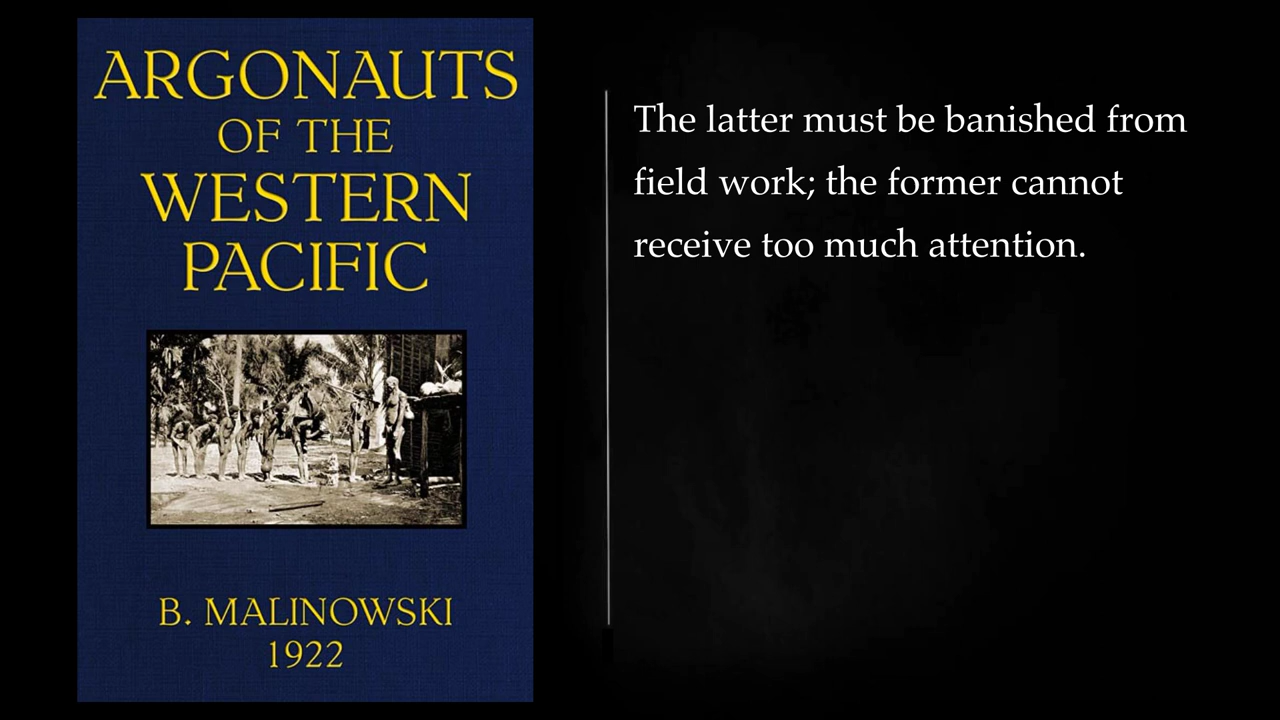 ARGONAUTS
OF THE
WESTERN
PACIFIC
B. MALINOWSKI
1922
The latter must be banished from
field work; the former cannot
receive too much attention.